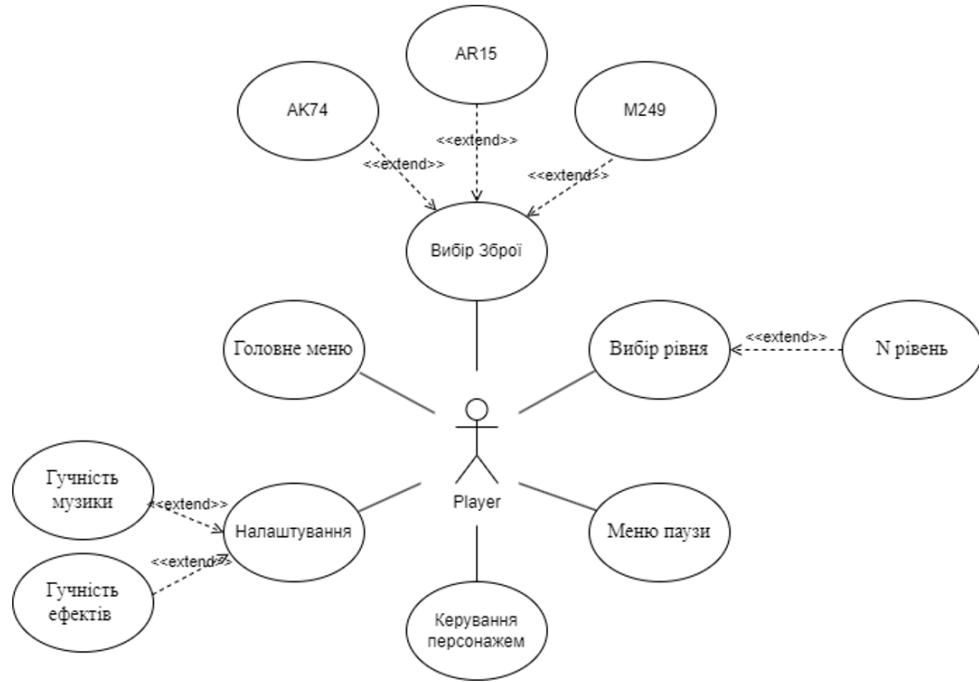 AR15
AK74
M249
<<extend>>
<<extend>>
<<extend>>
Вибір Зброї
Головне меню
Вибір рівня
<<extend>>
N рівень
Гучність
музики
<<extend>>
Налаштування
Player
Меню паузи
<<extend>>
Гучність
ефектів
Керування
персонажем